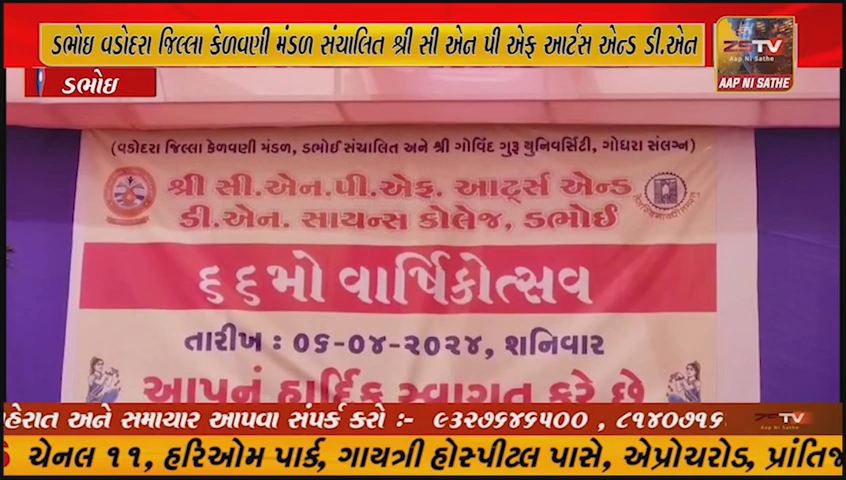 ડભોઇ વડોદરા જિલ્લા કેળવણી મંડળ સંચાલિત શ્રી સી એન પી એફ આર્ટસ એન્ડ ડી.એન
ZSTV
Aap Ni Sathe
AAP NI SATHE
ડભોઇ
(વડોદરા જિલ્લા કેળવણી મંડળ, ડભોઈ સંચાલિત અને શ્રી ગોવિંદ ગુરૂ યુનિવર્સિટી, ગોધરા સંલગ્ન)
શ્રી સી.એન.પી.એફ. આર્ટ્સ એન્ડ
ડી.એન. સાયન્સ કોલેજ, ડભોઈ
૬૬મો વાર્ષિકોત્સવ
તારીખ : ૦૬-૦૪-૨૦૨૪, શનિવાર
આપનું હાર્દિક સ્વાગત કરે છે
હેરાત અને સમાચાર આપવા સંપર્ક કરો :- ૯૩૨૭૬૪૬૫૦૦ , ૮૧૪૦૭૧૬
ZSTV
Aap Ni Sathe
ચેનલ ૧૧, હરિઓમ પાર્ક, ગાયત્રી હોસ્પીટલ પાસે, એપ્રોચરોડ, પ્રાંતિજ